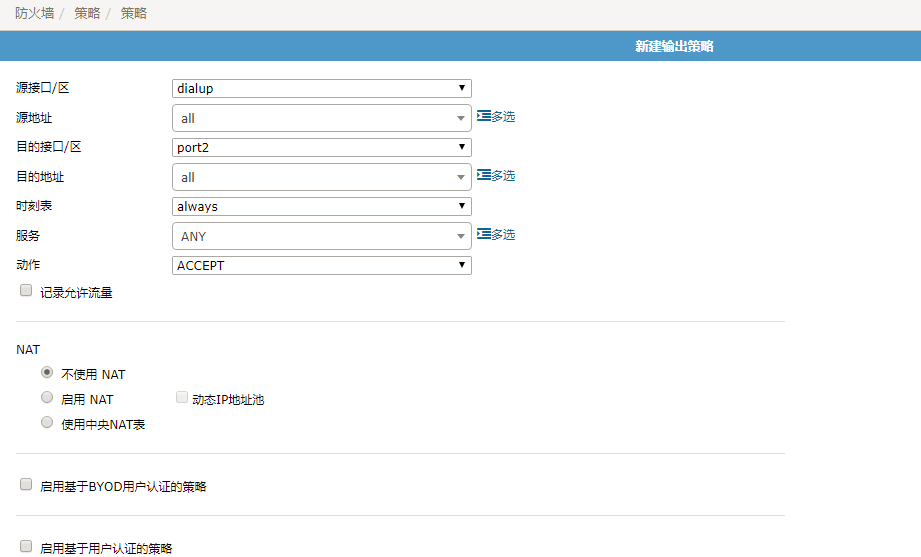 防火墙 / 策略 / 策略
新建输出策略
源接口/区 dialup
源地址 all 多选
目的接口/区 port2
目的地址 all 多选
时刻表 always
服务 ANY 多选
动作 ACCEPT
记录允许流量
NAT
不使用 NAT
启用 NAT 动态IP地址池
使用中央NAT表
启用基于BYOD用户认证的策略
启用基于用户认证的策略